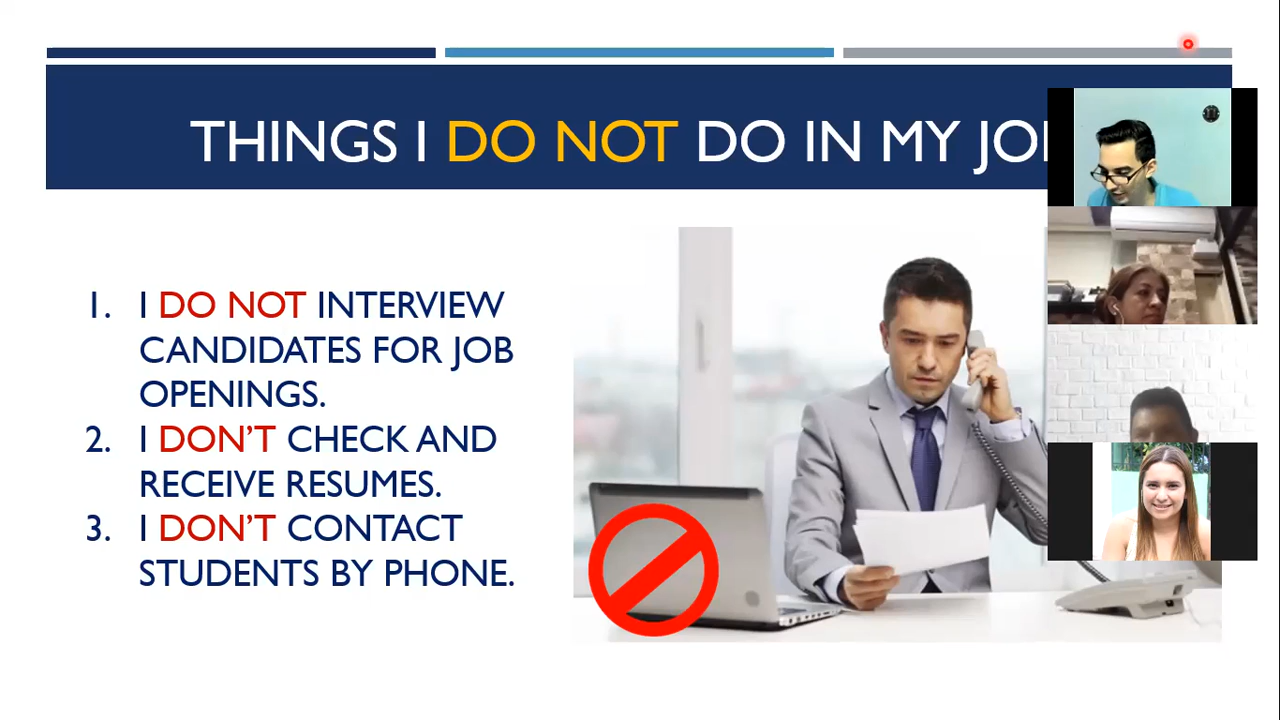 THINGS I DO NOT DO IN MY JO
1. I DO NOT INTERVIEW
CANDIDATES FOR JOB
OPENINGS.
2. I DON'T CHECK AND
RECEIVE RESUMES.
3. I DON'T CONTACT
STUDENTS BY PHONE.